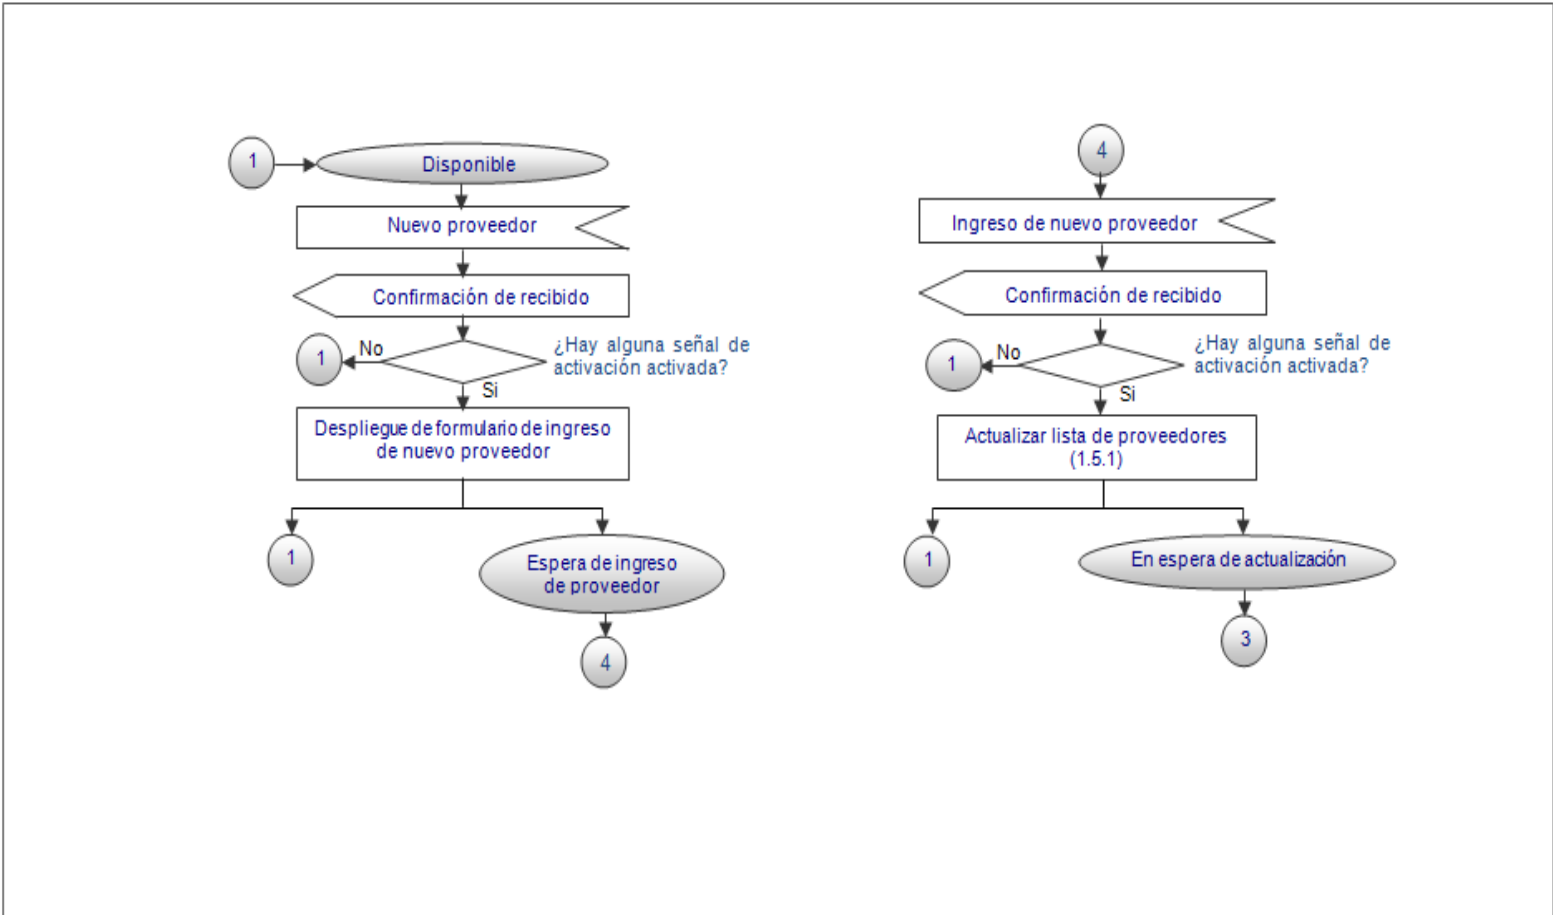 1
Disponible
Nuevo proveedor
Confirmación de recibido
¿Hay alguna señal de
activación activada?
No
1
Si
Despliegue de formulario de ingreso
de nuevo proveedor
1
Espera de ingreso
de proveedor
4
4
Ingreso de nuevo proveedor
Confirmación de recibido
¿Hay alguna señal de
activación activada?
No
1
Si
Actualizar lista de proveedores
(1.5.1)
1
En espera de actualización
3